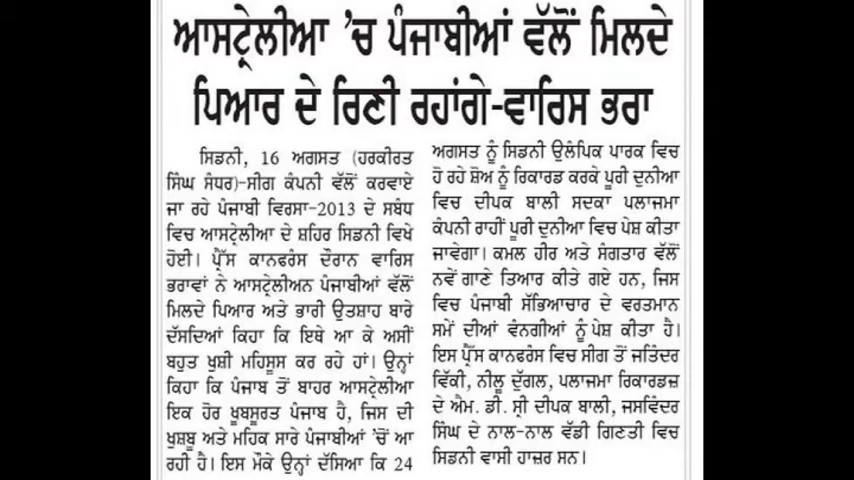 ਆਸਟ੍ਰੇਲੀਆ ’ਚ ਪੰਜਾਬੀਆਂ ਵੱਲੋਂ ਮਿਲਦੇ
ਪਿਆਰ ਦੇ ਰਿਣੀ ਰਹਾਂਗੇ-ਵਾਰਿਸ ਭਰਾ
ਸਿਡਨੀ, 16 ਅਗਸਤ (ਹਰਕੀਰਤ
ਸਿੰਘ ਸੰਧਰ)-ਸੀਗ ਕੰਪਨੀ ਵੱਲੋਂ ਕਰਵਾਏ
ਜਾ ਰਹੇ ਪੰਜਾਬੀ ਵਿਰਸਾ-2013 ਦੇ ਸਬੰਧ
ਵਿਚ ਆਸਟ੍ਰੇਲੀਆ ਦੇ ਸ਼ਹਿਰ ਸਿਡਨੀ ਵਿਖੇ
ਹੋਈ। ਪ੍ਰੈੱਸ ਕਾਨਫਰੰਸ ਦੌਰਾਨ ਵਾਰਿਸ
ਭਰਾਵਾਂ ਨੇ ਆਸਟ੍ਰੇਲੀਅਨ ਪੰਜਾਬੀਆਂ ਵੱਲੋਂ
ਮਿਲਦੇ ਪਿਆਰ ਅਤੇ ਭਾਰੀ ਉਤਸ਼ਾਹ ਬਾਰੇ
ਦੱਸਦਿਆਂ ਕਿਹਾ ਕਿ ਇਥੇ ਆ ਕੇ ਅਸੀਂ
ਬਹੁਤ ਖੁਸ਼ੀ ਮਹਿਸੂਸ ਕਰ ਰਹੇ ਹਾਂ। ਉਨ੍ਹਾਂ
ਕਿਹਾ ਕਿ ਪੰਜਾਬ ਤੋਂ ਬਾਹਰ ਆਸਟ੍ਰੇਲੀਆ
ਇਕ ਹੋਰ ਖੂਬਸੂਰਤ ਪੰਜਾਬ ਹੈ, ਜਿਸ ਦੀ
ਖੁਸ਼ਬੂ ਅਤੇ ਮਹਿਕ ਸਾਰੇ ਪੰਜਾਬੀਆਂ ’ਚੋਂ ਆ
ਰਹੀ ਹੈ। ਇਸ ਮੌਕੇ ਉਨ੍ਹਾਂ ਦੱਸਿਆ ਕਿ 24
ਅਗਸਤ ਨੂੰ ਸਿਡਨੀ ਉਲੰਪਿਕ ਪਾਰਕ ਵਿਚ
ਹੋ ਰਹੇ ਸ਼ੋਅ ਨੂੰ ਰਿਕਾਰਡ ਕਰਕੇ ਪੂਰੀ ਦੁਨੀਆ
ਵਿਚ ਦੀਪਕ ਬਾਲੀ ਸਦਕਾ ਪਲਾਜਮਾ
ਕੰਪਨੀ ਰਾਹੀਂ ਪੂਰੀ ਦੁਨੀਆ ਵਿਚ ਪੇਸ਼ ਕੀਤਾ
ਜਾਵੇਗਾ। ਕਮਲ ਹੀਰ ਅਤੇ ਸੰਗਤਾਰ ਵੱਲੋਂ
ਨਵੇਂ ਗਾਣੇ ਤਿਆਰ ਕੀਤੇ ਗਏ ਹਨ, ਜਿਸ
ਵਿਚ ਪੰਜਾਬੀ ਸੱਭਿਆਚਾਰ ਦੇ ਵਰਤਮਾਨ
ਸਮੇਂ ਦੀਆਂ ਵੰਨਗੀਆਂ ਨੂੰ ਪੇਸ਼ ਕੀਤਾ ਹੈ।
ਇਸ ਪ੍ਰੈੱਸ ਕਾਨਫਰੰਸ ਵਿਚ ਸੀਗ ਤੋਂ ਜਤਿੰਦਰ
ਵਿੱਕੀ, ਨੀਲੂ ਦੁੱਗਲ, ਪਲਾਜਮਾ ਰਿਕਾਰਡਜ਼
ਦੇ ਐਮ. ਡੀ. ਸ੍ਰੀ ਦੀਪਕ ਬਾਲੀ, ਜਸਵਿੰਦਰ
ਸਿੰਘ ਦੇ ਨਾਲ-ਨਾਲ ਵੱਡੀ ਗਿਣਤੀ ਵਿਚ
ਸਿਡਨੀ ਵਾਸੀ ਹਾਜ਼ਰ ਸਨ।